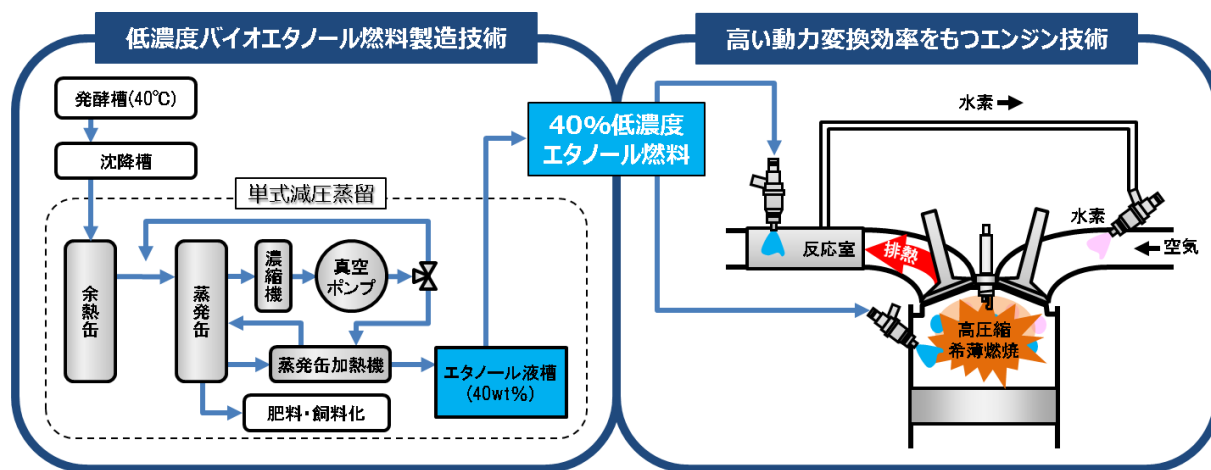 低濃度バイオエタノール燃料製造技術
発酵槽(40℃)
沈降槽
単式減圧蒸留
余熱缶
蒸発缶
濃縮機
真空
ポンプ
蒸発缶加熱機
エタノール液槽
(40wt%)
肥料・飼料化
40%低濃度
エタノール燃料
高い動力変換効率をもつエンジン技術
水素
水素
空気
反応室
排熱
高圧縮
希薄燃焼